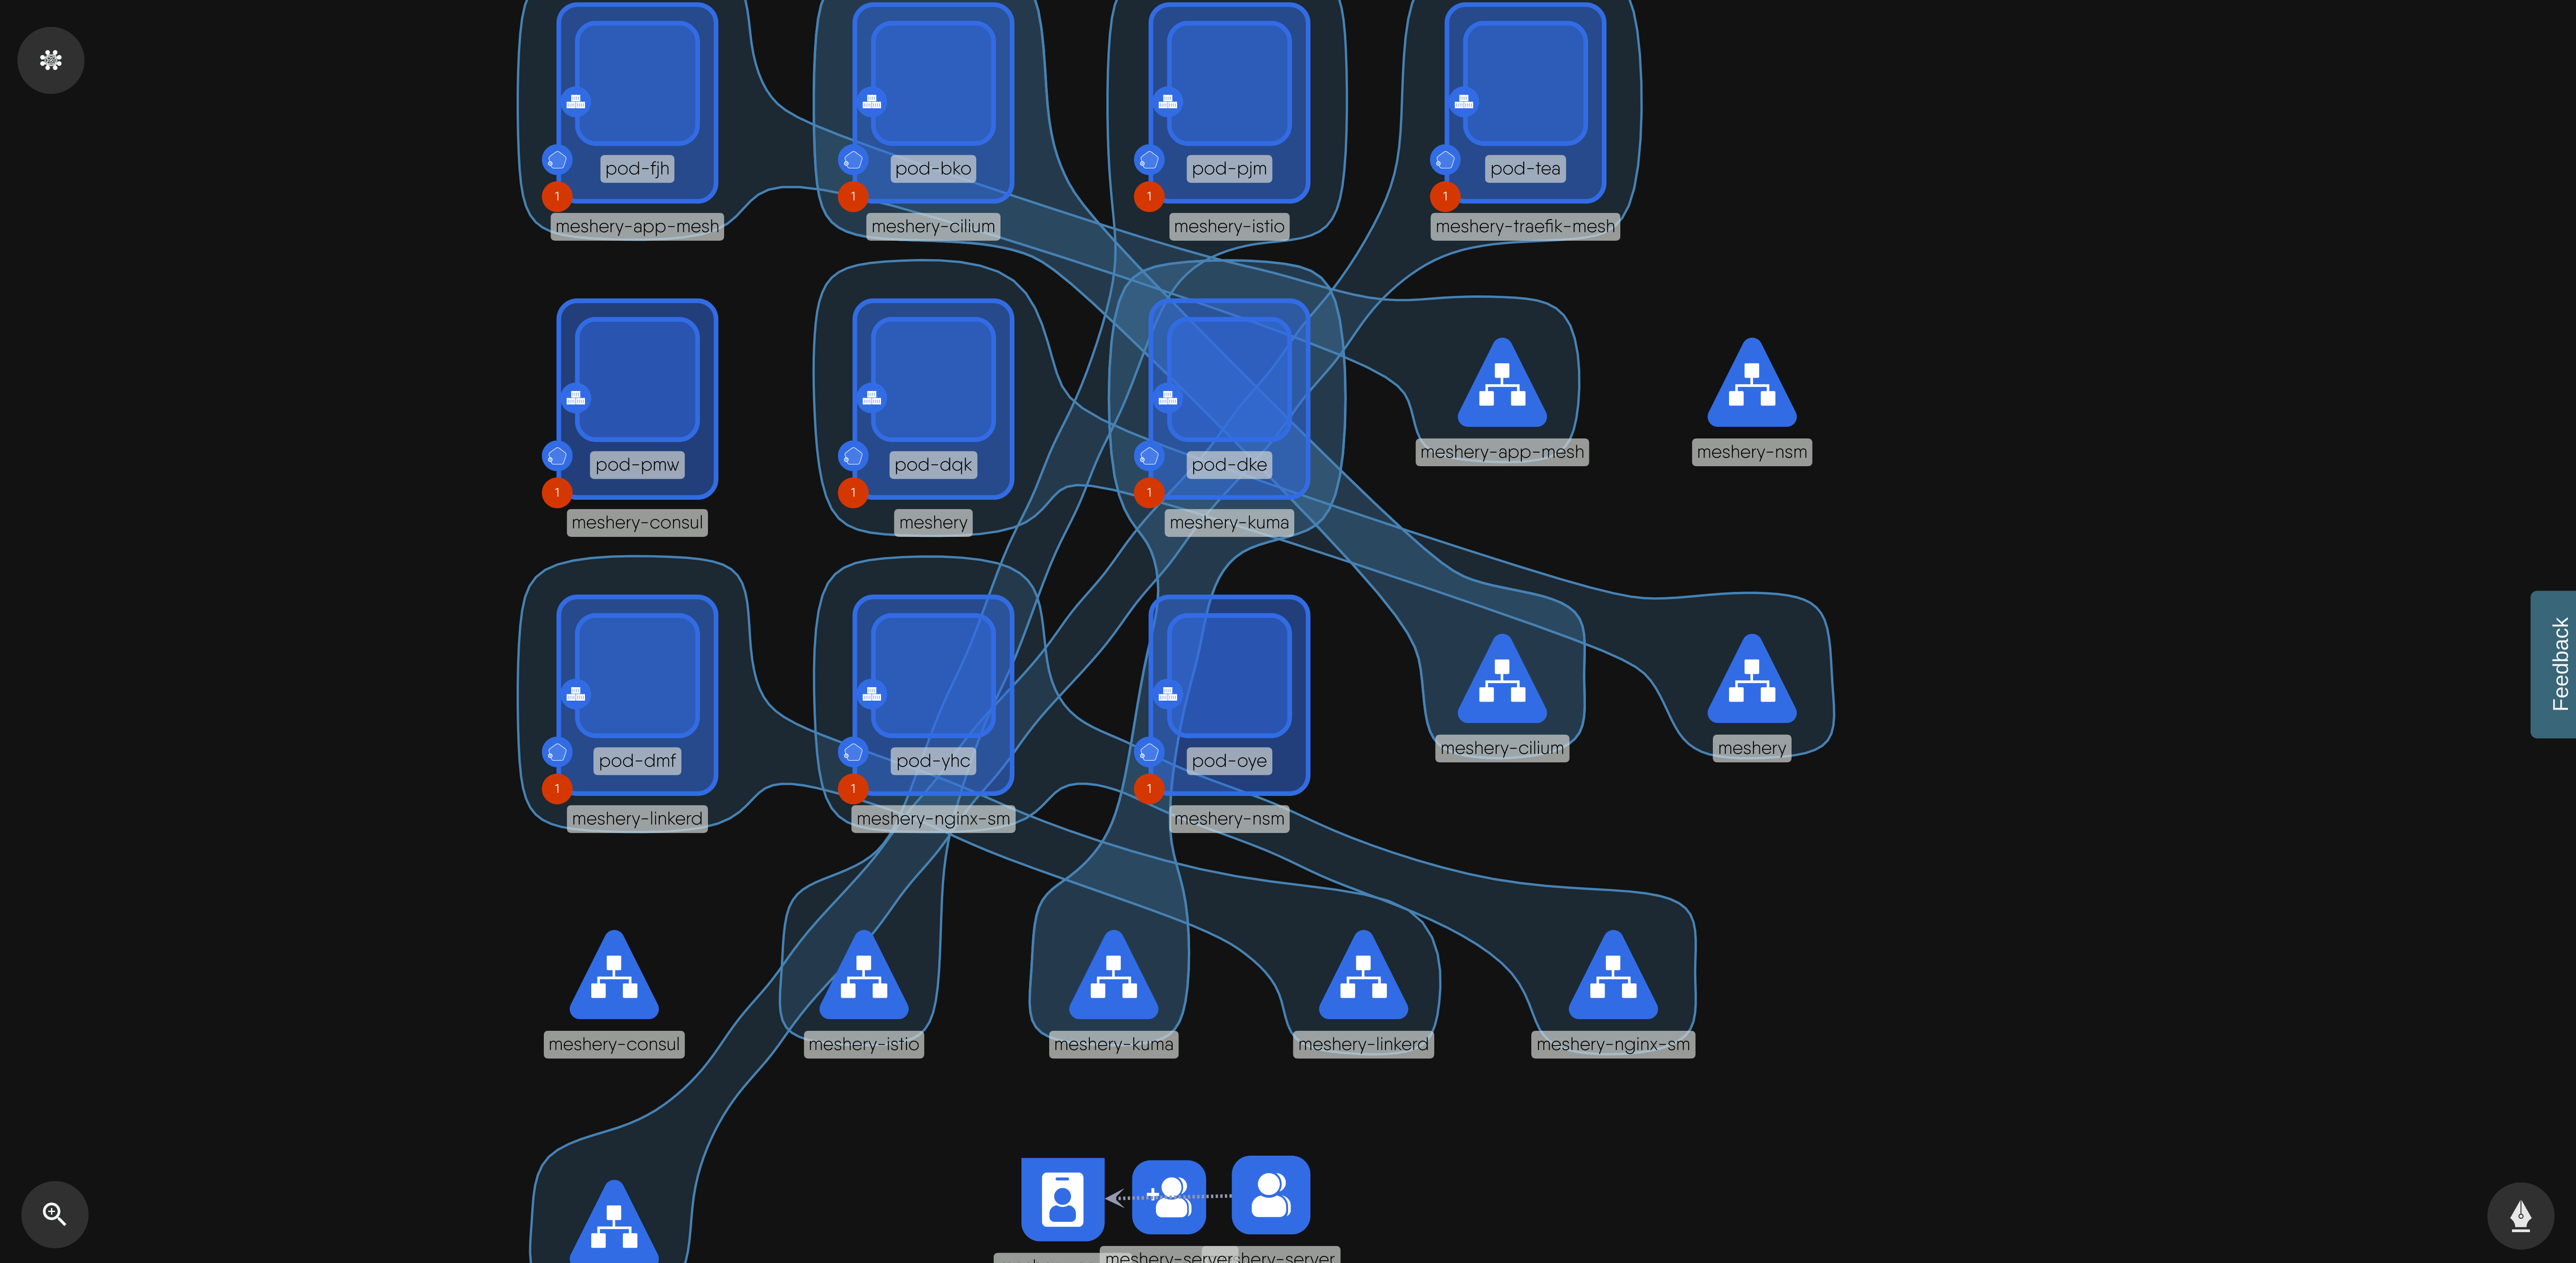 pod-fjh
pod-bko
pod-pjm
pod-tea
1
1
1
1
meshery-app-mesh
meshery-cilium
meshery-istio
meshery-traefik-mesh
pod-pmw
pod-dqk
pod-dke
meshery-app-mesh
meshery-nsm
1
1
1
meshery-consul
meshery
meshery-kuma
Feedback
pod-dmf
pod-yhc
pod-oye
meshery-cilium
meshery
1
1
1
meshery-linkerd
meshery-nginx-sm
meshery-nsm
meshery-consul
meshery-istio
meshery-kuma
meshery-linkerd
meshery-nginx-sm
meshery-server
hery-server